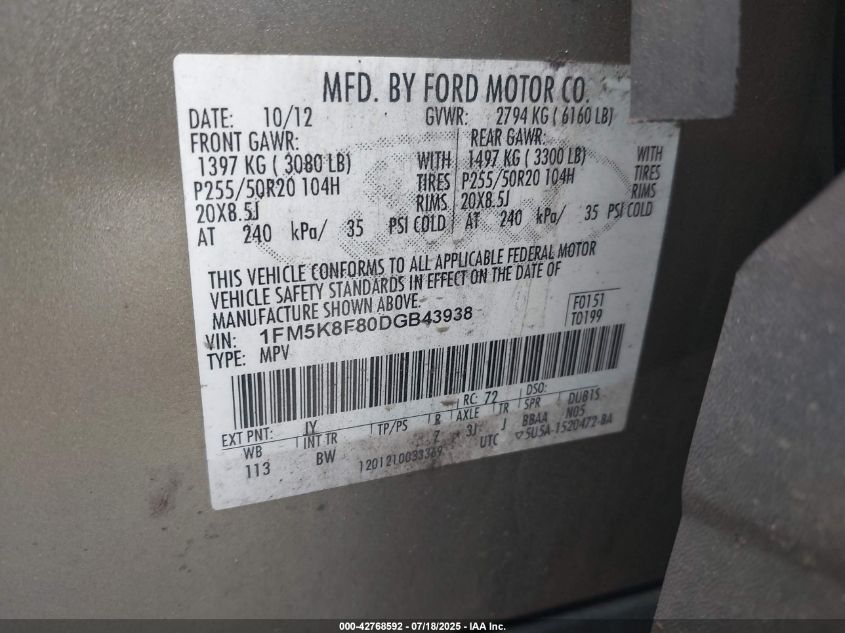 MFD. BY FORD MOTOR CO.
DATE: 10/12 GVWR: 2794 KG ( 6160 LB)
FRONT GAWR: REAR GAWR:
1397 KG ( 3080 LB) WITH 1497 KG ( 3300 LB) WITH
P255/50R20 104H TIRES P255/50R20 104H TIRES
20X8.5J RIMS 20X8.5J RIMS
AT 240 kPa/ 35 PSI COLD AT 240 kPa/ 35 PSI COLD
THIS VEHICLE CONFORMS TO ALL APPLICABLE FEDERAL MOTOR
VEHICLE SAFETY STANDARDS IN EFFECT ON THE DATE OF
MANUFACTURE SHOWN ABOVE.
F0151
VIN: 1FM5K8F80DGB43938
T0199
TYPE: MPV
EXT PNT: JY RC: 72 DSO:
WB INT TR TP/PS R AXLE TR SPR DUB15
113 BW 7 3J J BBAA N05
1201210033369 UTC ▽5U5A-1520472-BA
000-42768592 - 07/18/2025 - IAA Inc.